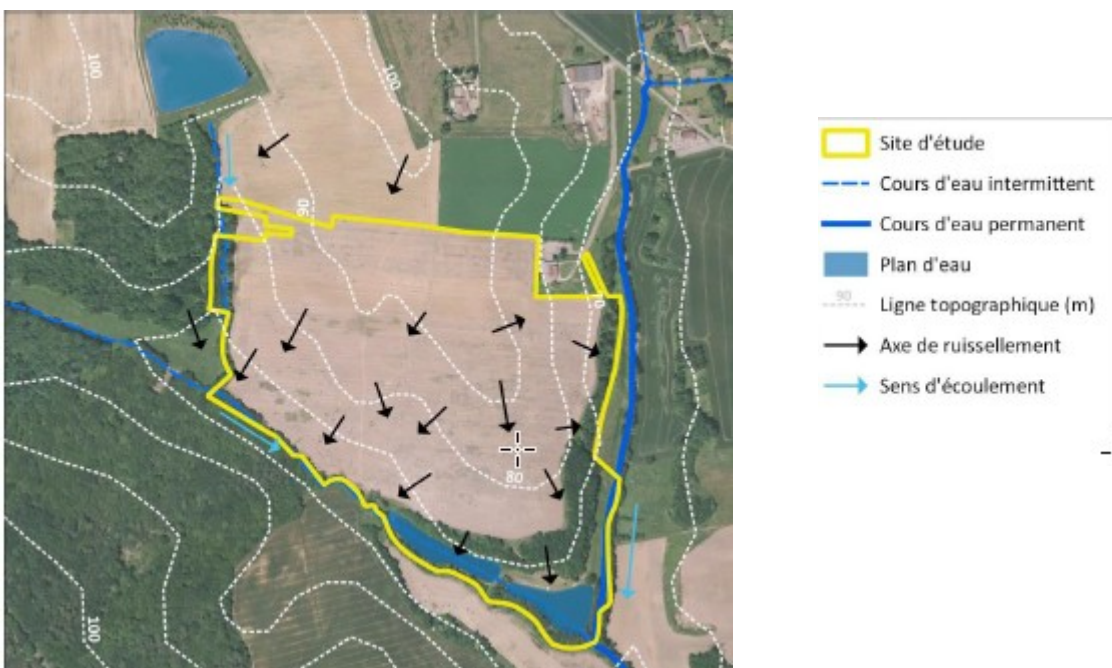 100
100
90
70
80
100
Site d'étude
Cours d'eau intermittent
Cours d'eau permanent
Plan d'eau
90
Ligne topographique (m)
Axe de ruissellement
Sens d'écoulement